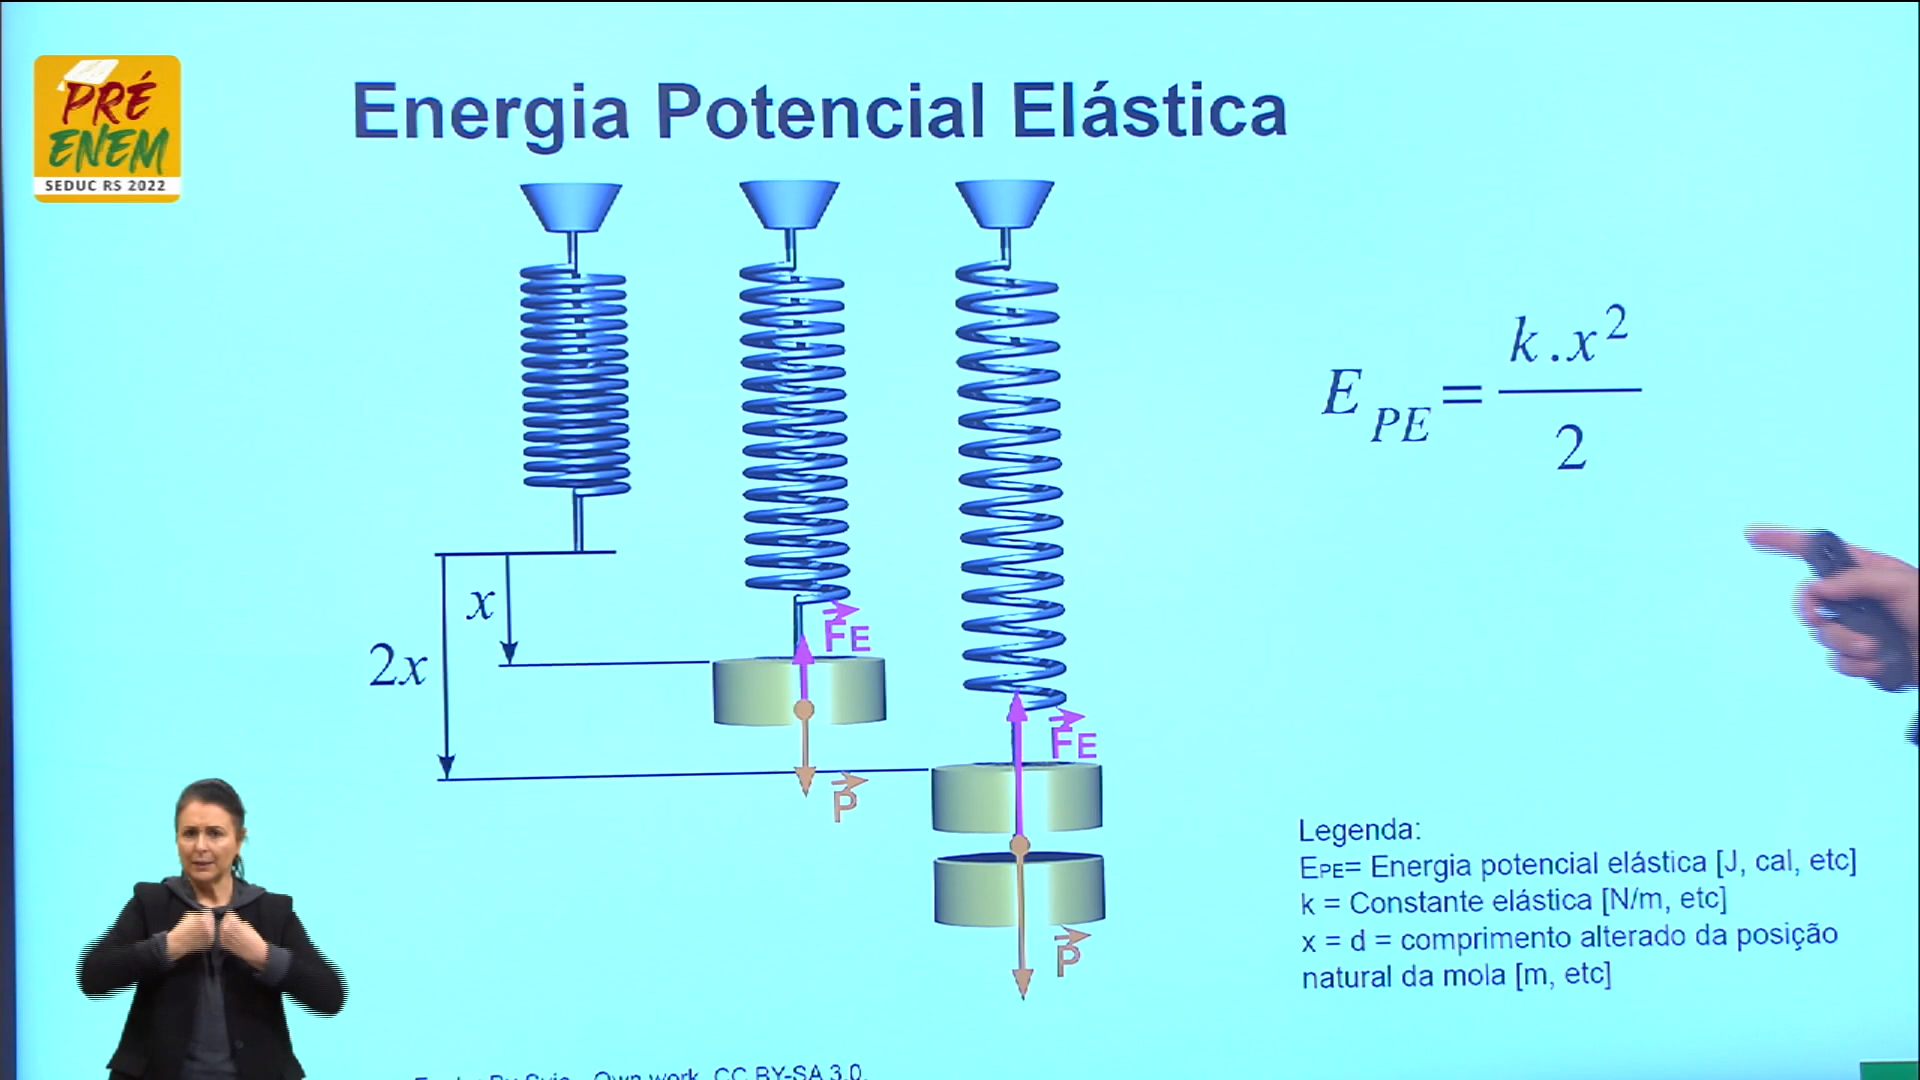 PRÉ
ENEM
SEDUC RS 2022
Energia Potencial Elástica
x
2x
FE
P
FE
P
E PE = k.x² / 2
Legenda:
EPE= Energia potencial elástica [J, cal, etc]
k = Constante elástica [N/m, etc]
x = d = comprimento alterado da posição
natural da mola [m, etc]
Own work, CC BY-SA 3.0.